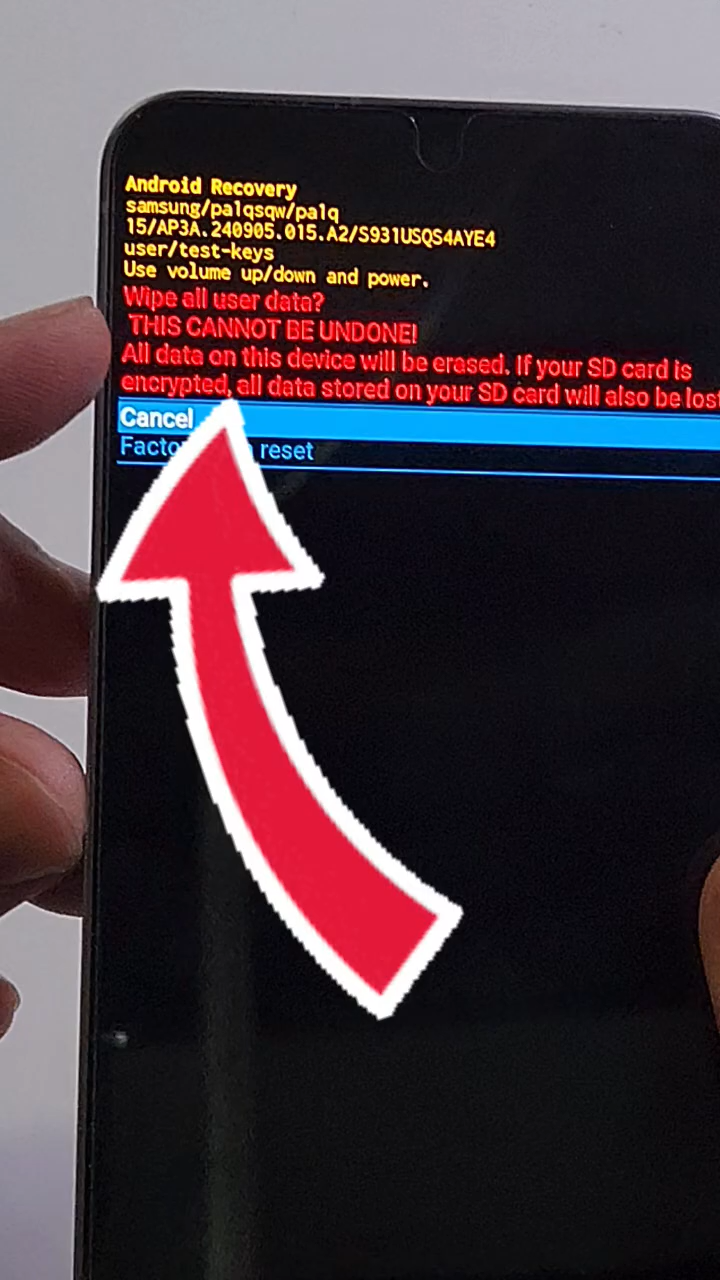 Android Recovery
samsung/pa1qsqw/pa1q
15/AP3A.240905.015.A2/S931USQS4AYE4
user/test-keys
Use volume up/down and power.
Wipe all user data?
THIS CANNOT BE UNDONE!
All data on this device will be erased. If your SD card is
encrypted, all data stored on your SD card will also be lost
Cancel
reset